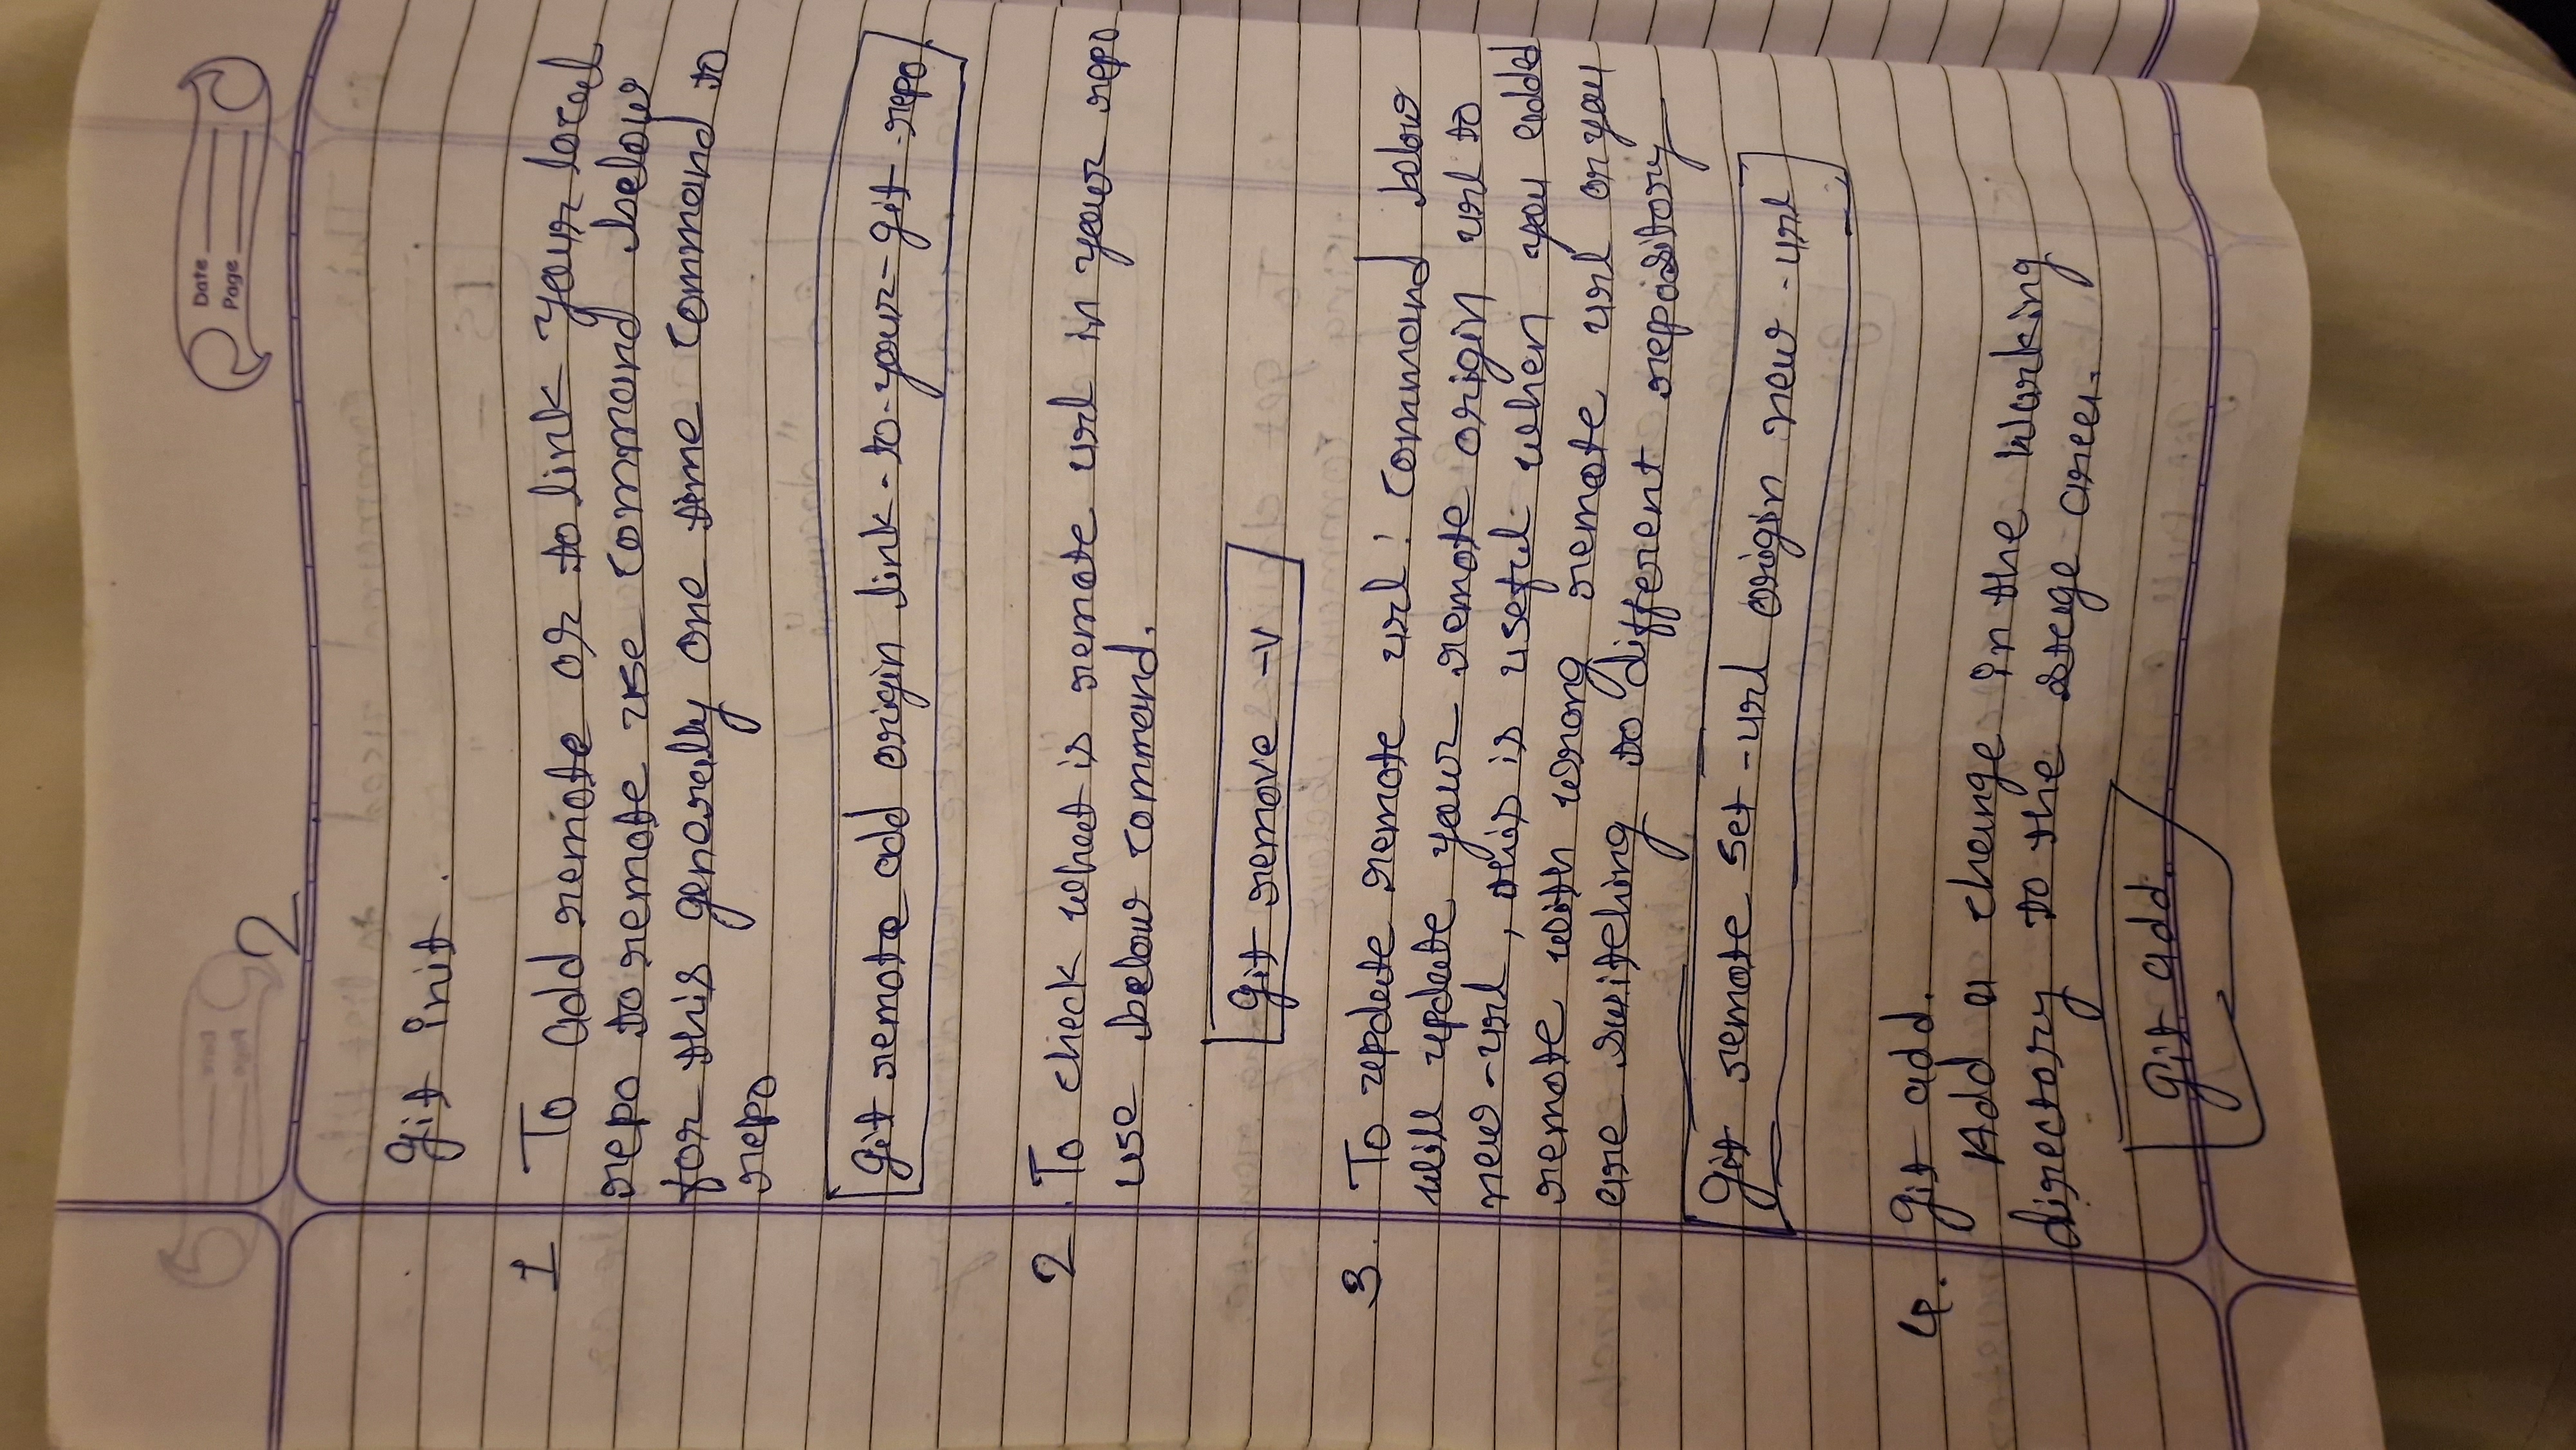 2
Date
Page
git init.
1 To add remote or to link your local
repo to remote use command below
for this generally one time command to
repo
git remote add origin link-to-your-git-repo
2. To check what is remote url in your repo
use below command.
git remove -v
3. To update remote url: command below
will update your remote origin url to
new-url, this is useful when you added
remote with wrong remote url or you
are switching to different repository
git remote set-url origin new-url
4. git add.
Add a change in the working
directory to the stage area.
git add.